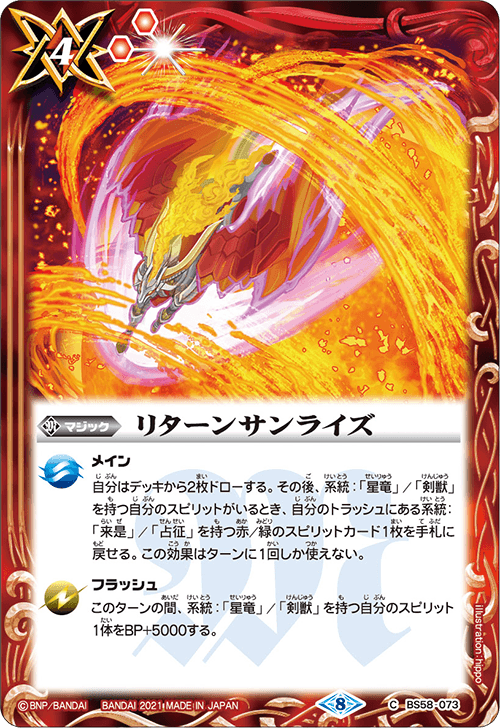 4
マジック リターンサンライズ
メイン
自分はデッキから2枚ドローする。その後、系統：「星竜」/「剣獣」
を持つ自分のスピリットがいるとき、自分のトラッシュにある系統：
「来是」/「占征」を持つ赤/緑のスピリットカード1枚を手札に
戻せる。この効果はターンに1回しか使えない。
フラッシュ
このターンの間、系統：「星竜」/「剣獣」を持つ自分のスピリット
1体をBP+5000する。
illustration:hippo
©BNP/BANDAI BANDAI 2021 MADE IN JAPAN 8 C BS58-073